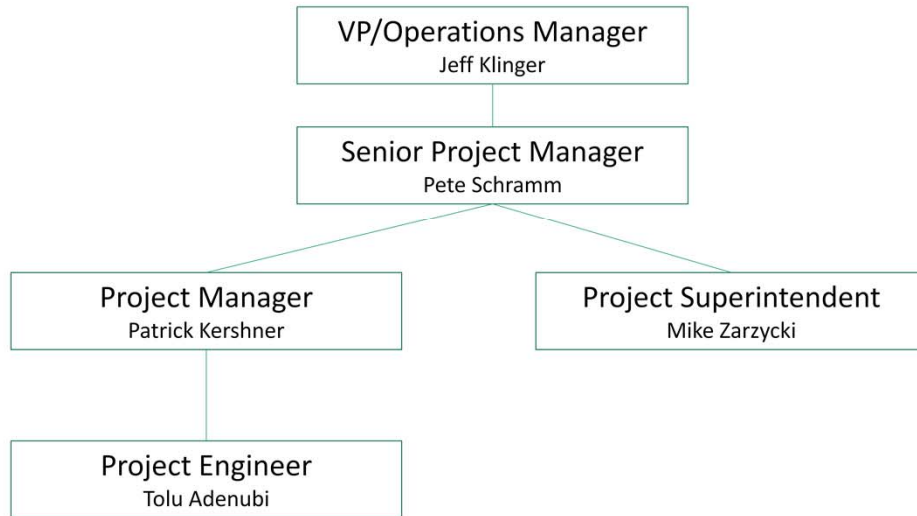 VP/Operations Manager
Jeff Klinger
Senior Project Manager
Pete Schramm
Project Manager
Patrick Kershner
Project Superintendent
Mike Zarzycki
Project Engineer
Tolu Adenubi